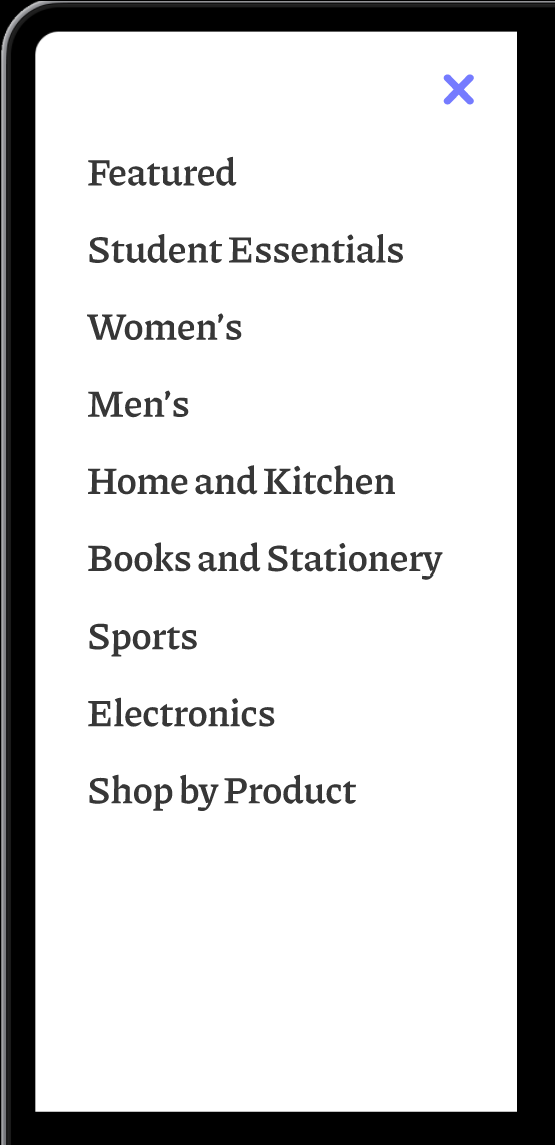 Featured
Student Essentials
Women’s
Men’s
Home and Kitchen
Books and Stationery
Sports
Electronics
Shop by Product